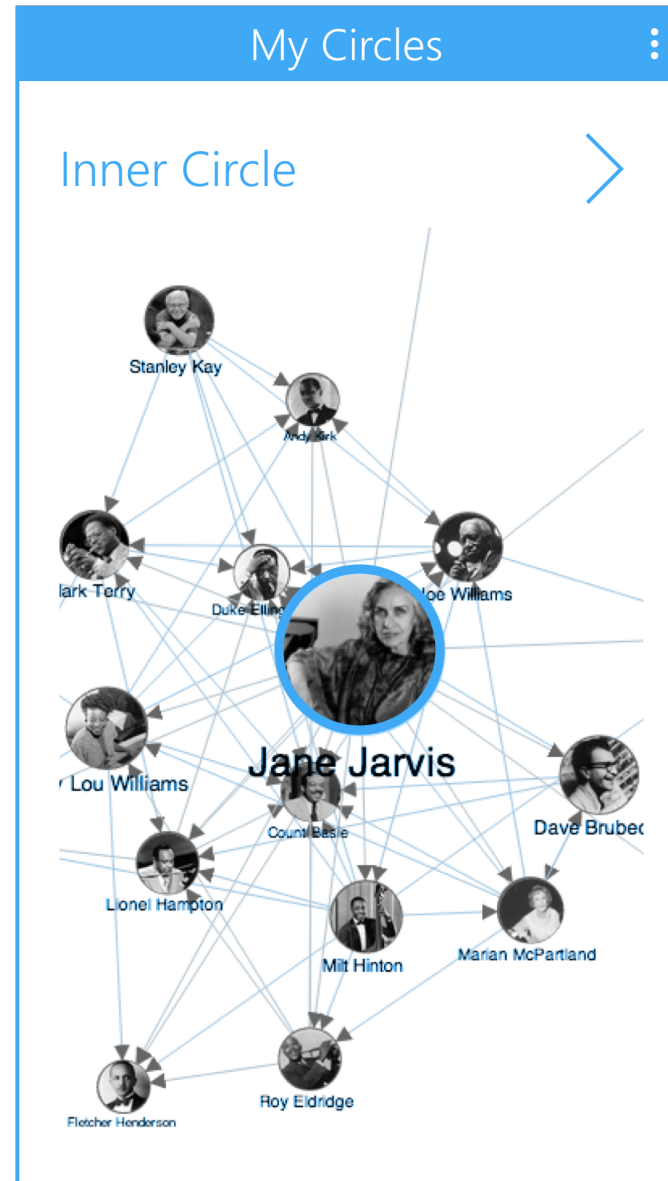 My Circles
Inner Circle
Stanley Kay
Andy Kirk
lark Terry
Duke Elling
Joe Williams
Jane Jarvis
y Lou Williams
Count Basie
Dave Brubec
Lionel Hampton
Milt Hinton
Marian McPartland
Roy Eldridge
Fletcher Henderson